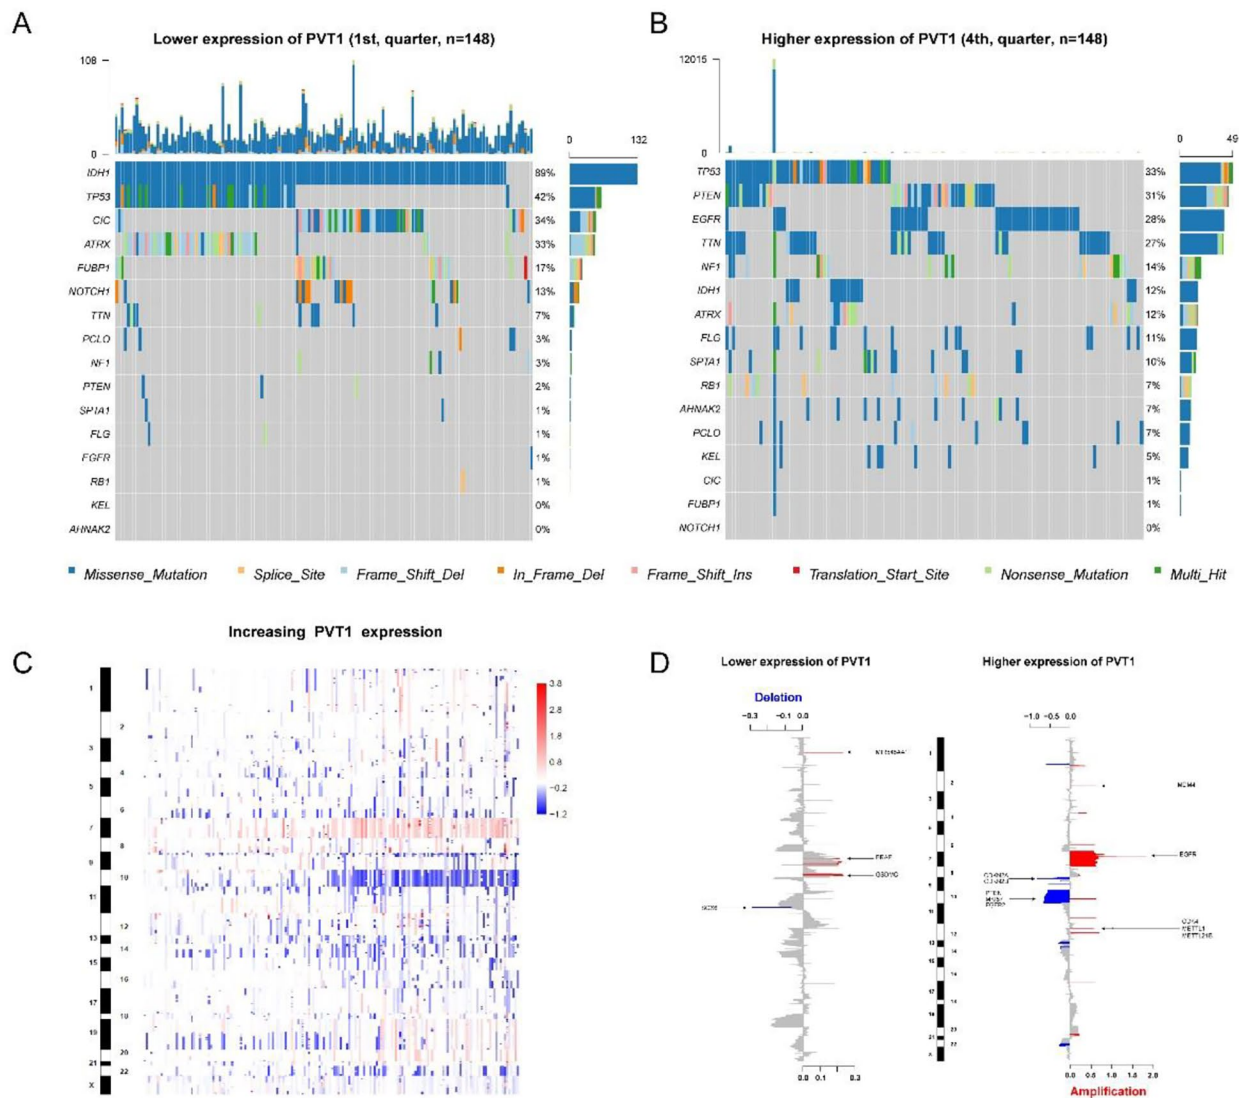 A
Lower expression of PVT1 (1st, quarter, n=148)
108
0
0 132
IDH1 89%
TP53 42%
CIC 34%
ATRX 33%
FUBP1 17%
NOTCH1 13%
TTN 7%
PCLO 3%
NF1 3%
PTEN 2%
SPTA1 1%
FLG 1%
1%
RB1 1%
KEL 0%
AHNAK2 0%
B
Higher expression of PVT1 (4th, quarter, n=148)
12015
0
0 49
TP53 33%
PTEN 31%
EGFR 28%
TTN 27%
NF1 14%
IDH1 12%
ATRX 12%
FLG 11%
SPTA1 10%
RB1 7%
AHNAK2 7%
PCLO 7%
KEL 5%
CIC 1%
FUBP1 1%
NOTCH1 0%
Missense_Mutation Splice_Site Frame_Shift_Del In_Frame_Del Frame_Shift_Ins Translation_Start_Site Nonsense_Mutation Multi_Hit
C
Increasing PVT1 expression
1
2
3
4
5
6
7
8
9
10
11
12
13
14
15
16
17
18
19
20
21
22
X
3.8
2.8
1.8
0.8
−0.2
−1.2
D
Lower expression of PVT1
Deletion
−0.3 −0.1 0.0
0.0 0.1 0.3
Higher expression of PVT1
−1.0 −0.5 0.0
EGFR
CDK4
METTL1
PTEN
0.0 0.5 1.0 1.5 2.0
Amplification